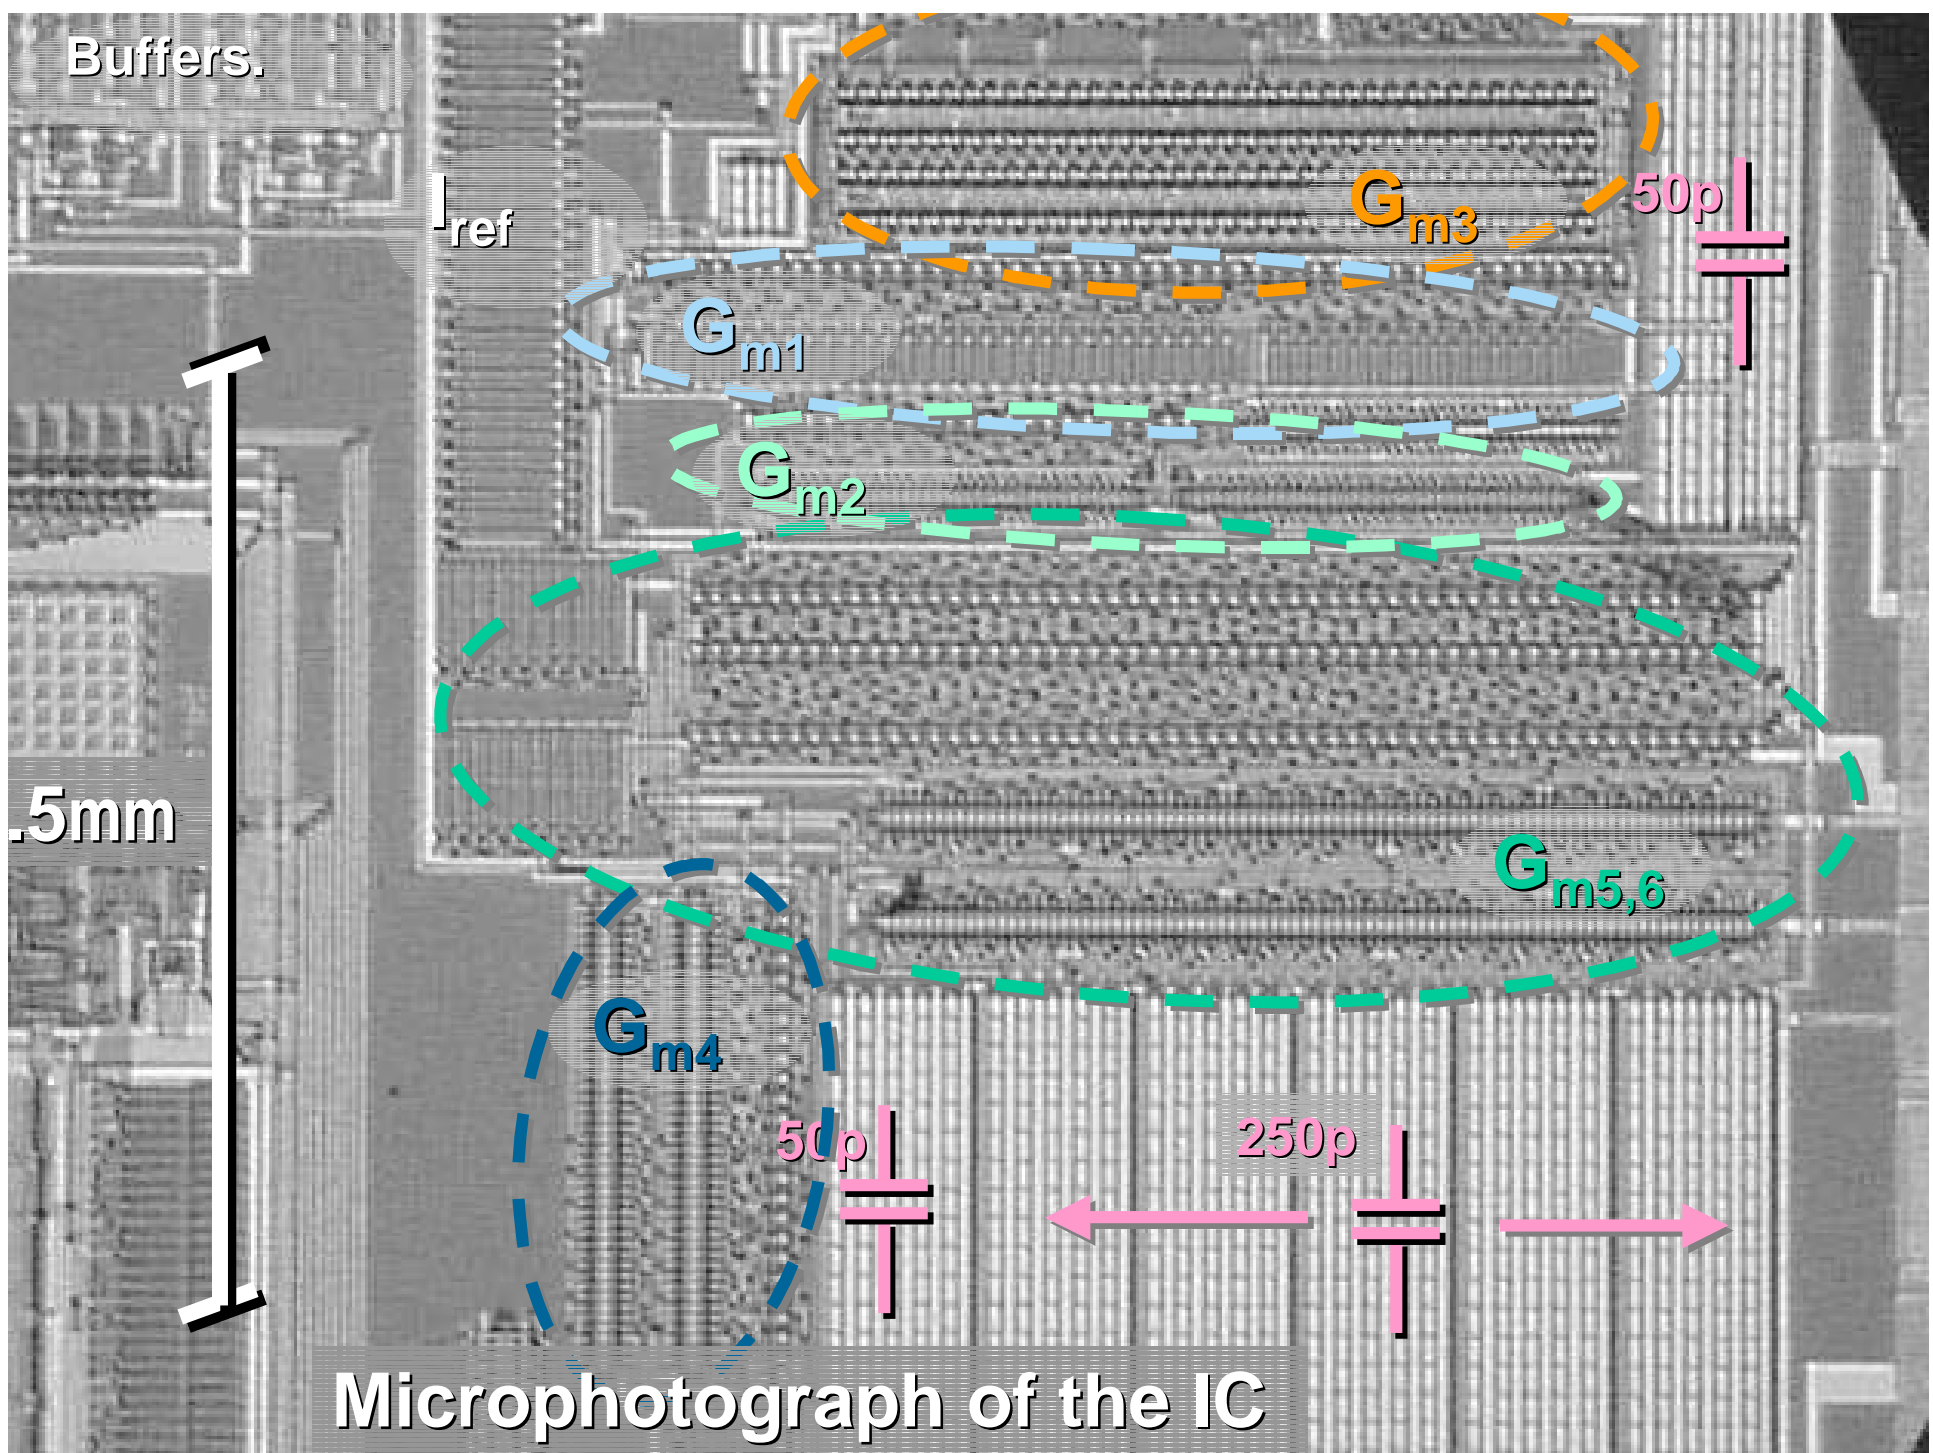 Buffers.
Iref
Gm3
50p
Gm1
Gm2
.5mm
Gm5,6
Gm4
50p
250p
Microphotograph of the IC